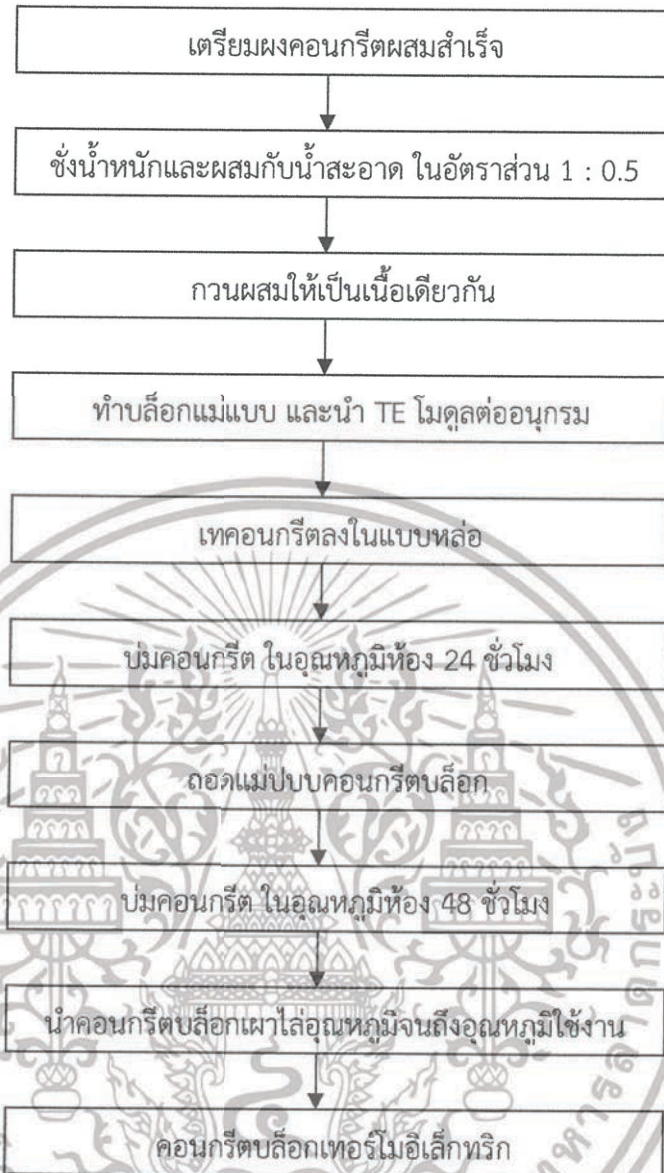 เตรียมผงคอนกรีตผสมสำเร็จ
ชั่งน้ำหนักและผสมกับน้ำสะอาด ในอัตราส่วน 1 : 0.5
กวนผสมให้เป็นเนื้อเดียวกัน
ทำบล็อกแม่แบบ และนำ TE โมดูลต่ออนุกรม
เทคอนกรีตลงในแบบหล่อ
บ่มคอนกรีต ในอุณหภูมิห้อง 24 ชั่วโมง
ถอดแม่ปบบคอนกรีตบล็อก
บ่มคอนกรีต ในอุณหภูมิห้อง 48 ชั่วโมง
นำคอนกรีตบล็อกเผาไล่อุณหภูมิจนถึงอุณหภูมิใช้งาน
คอนกรีตบล็อกเทอร์โมอิเล็กทริก